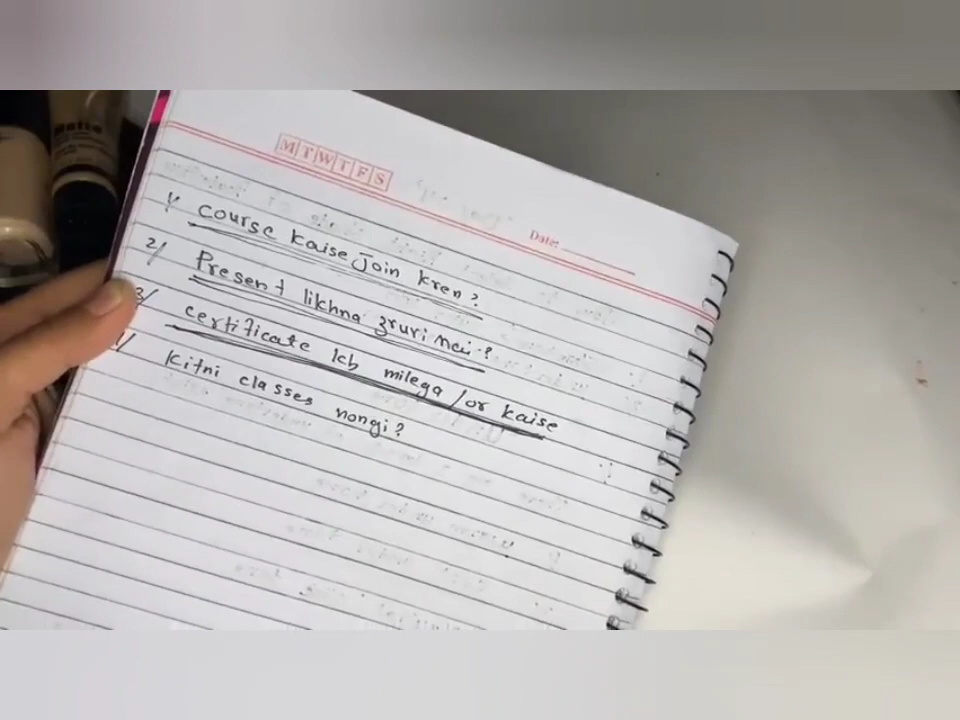 Matte
M T W T F S
Date:
1/ Course kaise join kren?
2/ Present likhna zruri hai?
3/ certificate kb milega /or kaise
4/ kitni classes hongi?